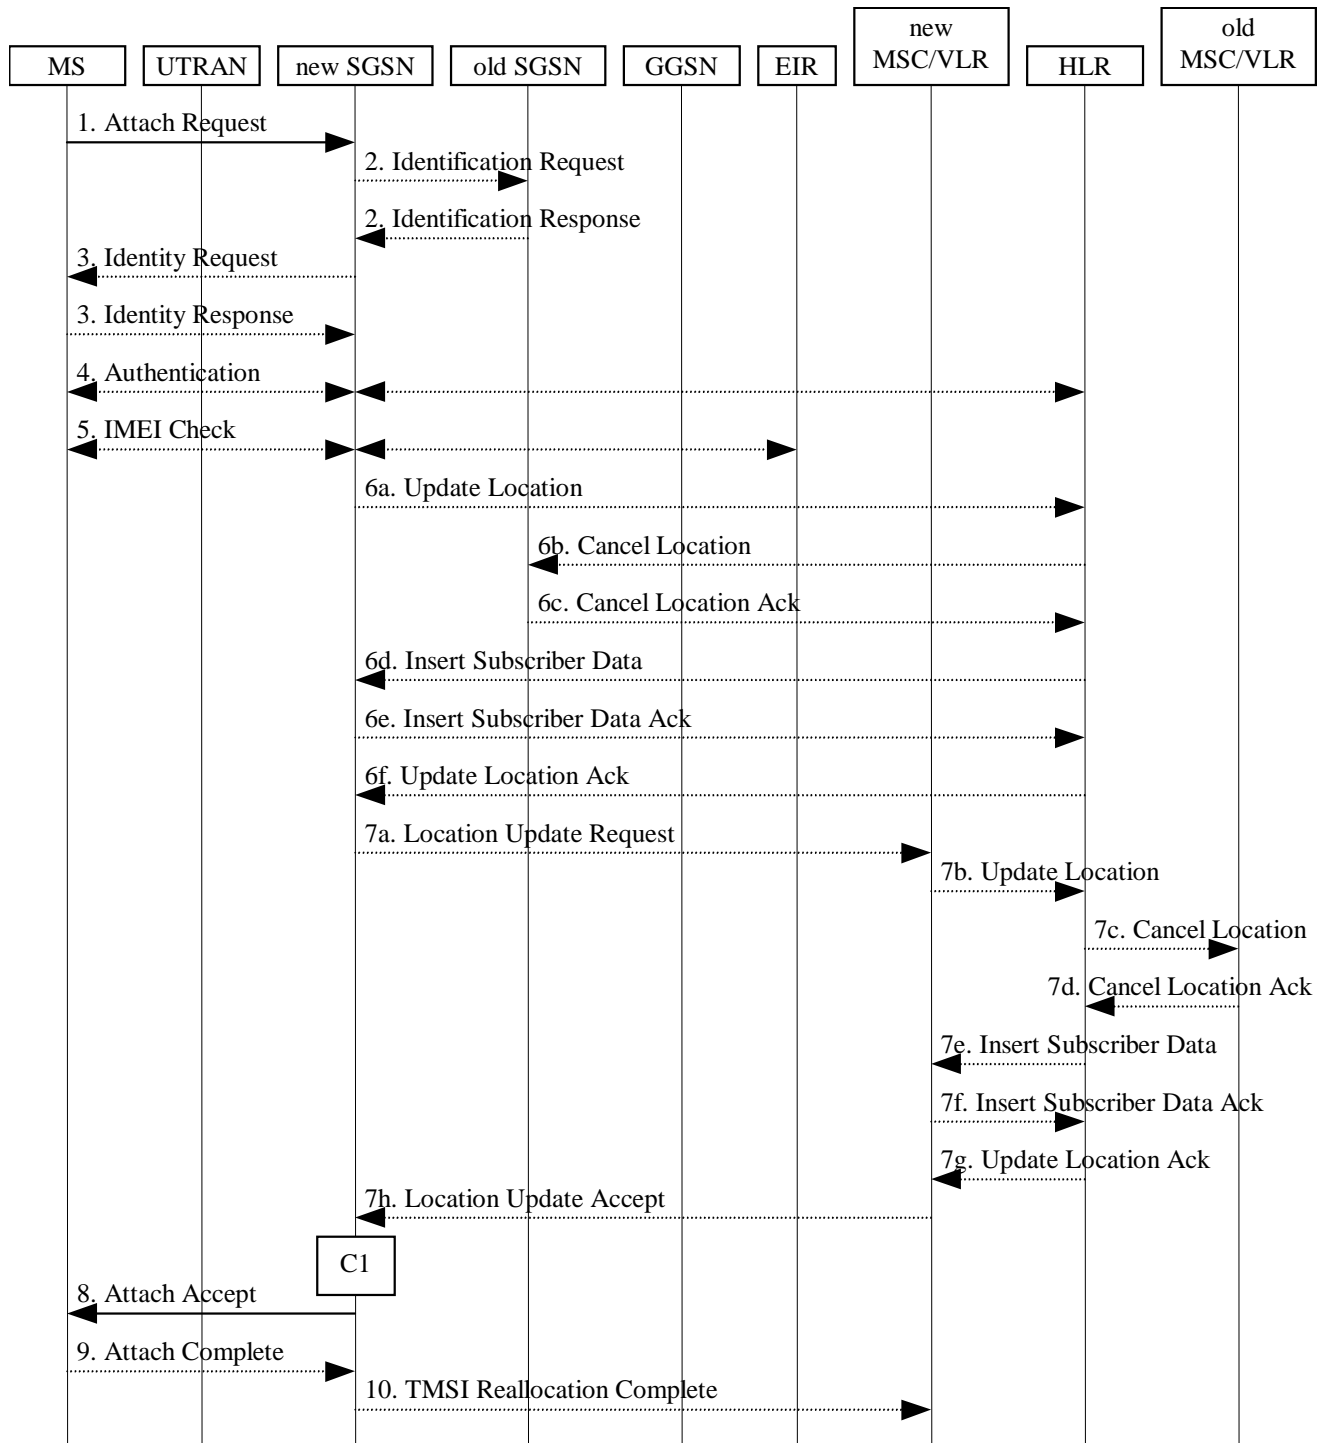 new
old
MS
UTRAN
new SGSN
old SGSN
GGSN
EIR
MSC/VLR
HLR
MSC/VLR
1. Attach Request
2. Identification Request
2. Identification Response
3. Identity Request
3. Identity Response
4. Authentication
5. IMEI Check
6a. Update Location
6b. Cancel Location
6c. Cancel Location Ack
6d. Insert Subscriber Data
6e. Insert Subscriber Data Ack
6f. Update Location Ack
7a. Location Update Request
7b. Update Location
7c. Cancel Location
7d. Cancel Location Ack
7e. Insert Subscriber Data
7f. Insert Subscriber Data Ack
7g. Update Location Ack
7h. Location Update Accept
C1
8. Attach Accept
9. Attach Complete
10. TMSI Reallocation Complete